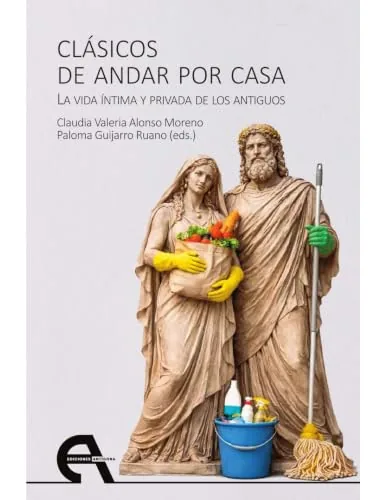 CLÁSICOS
DE ANDAR POR CASA
LA VIDA ÍNTIMA Y PRIVADA DE LOS ANTIGUOS
Claudia Valeria Alonso Moreno
Paloma Guijarro Ruano (eds.)
EDICIONES ANTÍGONA